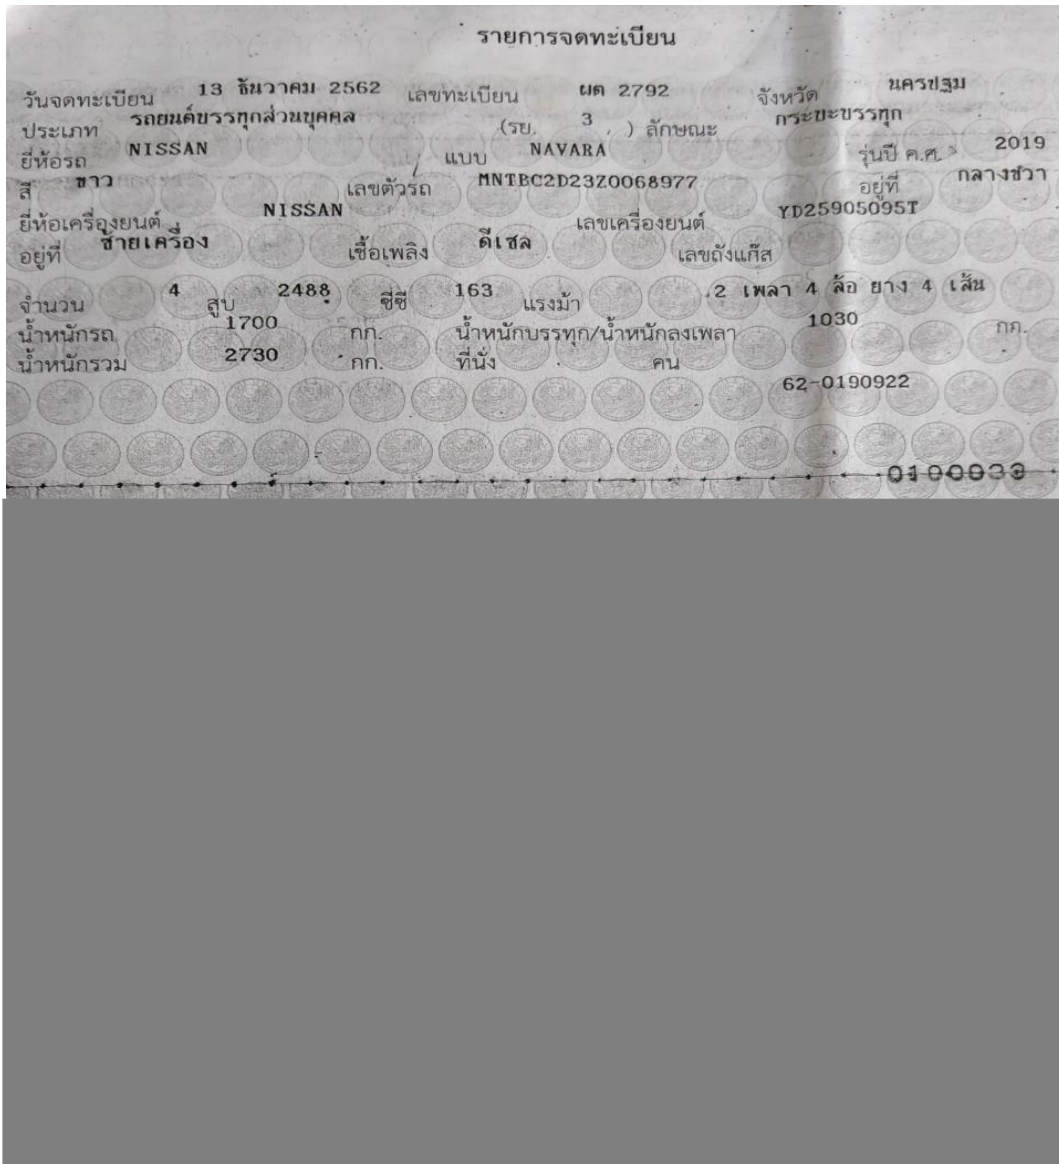 รายการจดทะเบียน
วันจดทะเบียน 13 ธันวาคม 2562 เลขทะเบียน ผต 2792 จังหวัด นครปฐม
ประเภท รถยนต์บรรทุกส่วนบุคคล (รย. 3 ) ลักษณะ กระบะบรรทุก
ยี่ห้อรถ NISSAN แบบ NAVARA รุ่นปี ค.ศ. 2019
สี ขาว เลขตัวรถ MNTBC2D23Z0068977 อยู่ที่ กลางขวา
ยี่ห้อเครื่องยนต์ NISSAN เลขเครื่องยนต์ YD25905095T
อยู่ที่ ซ้ายเครื่อง เชื้อเพลิง ดีเซล เลขถังแก๊ส
จำนวน 4 สูบ 2488 ซีซี 163 แรงม้า 2 เพลา 4 ล้อ ยาง 4 เส้น
น้ำหนักรถ 1700 กก. น้ำหนักบรรทุก/น้ำหนักลงเพลา 1030 กก.
น้ำหนักรวม 2730 กก. ที่นั่ง คน
62-0190922